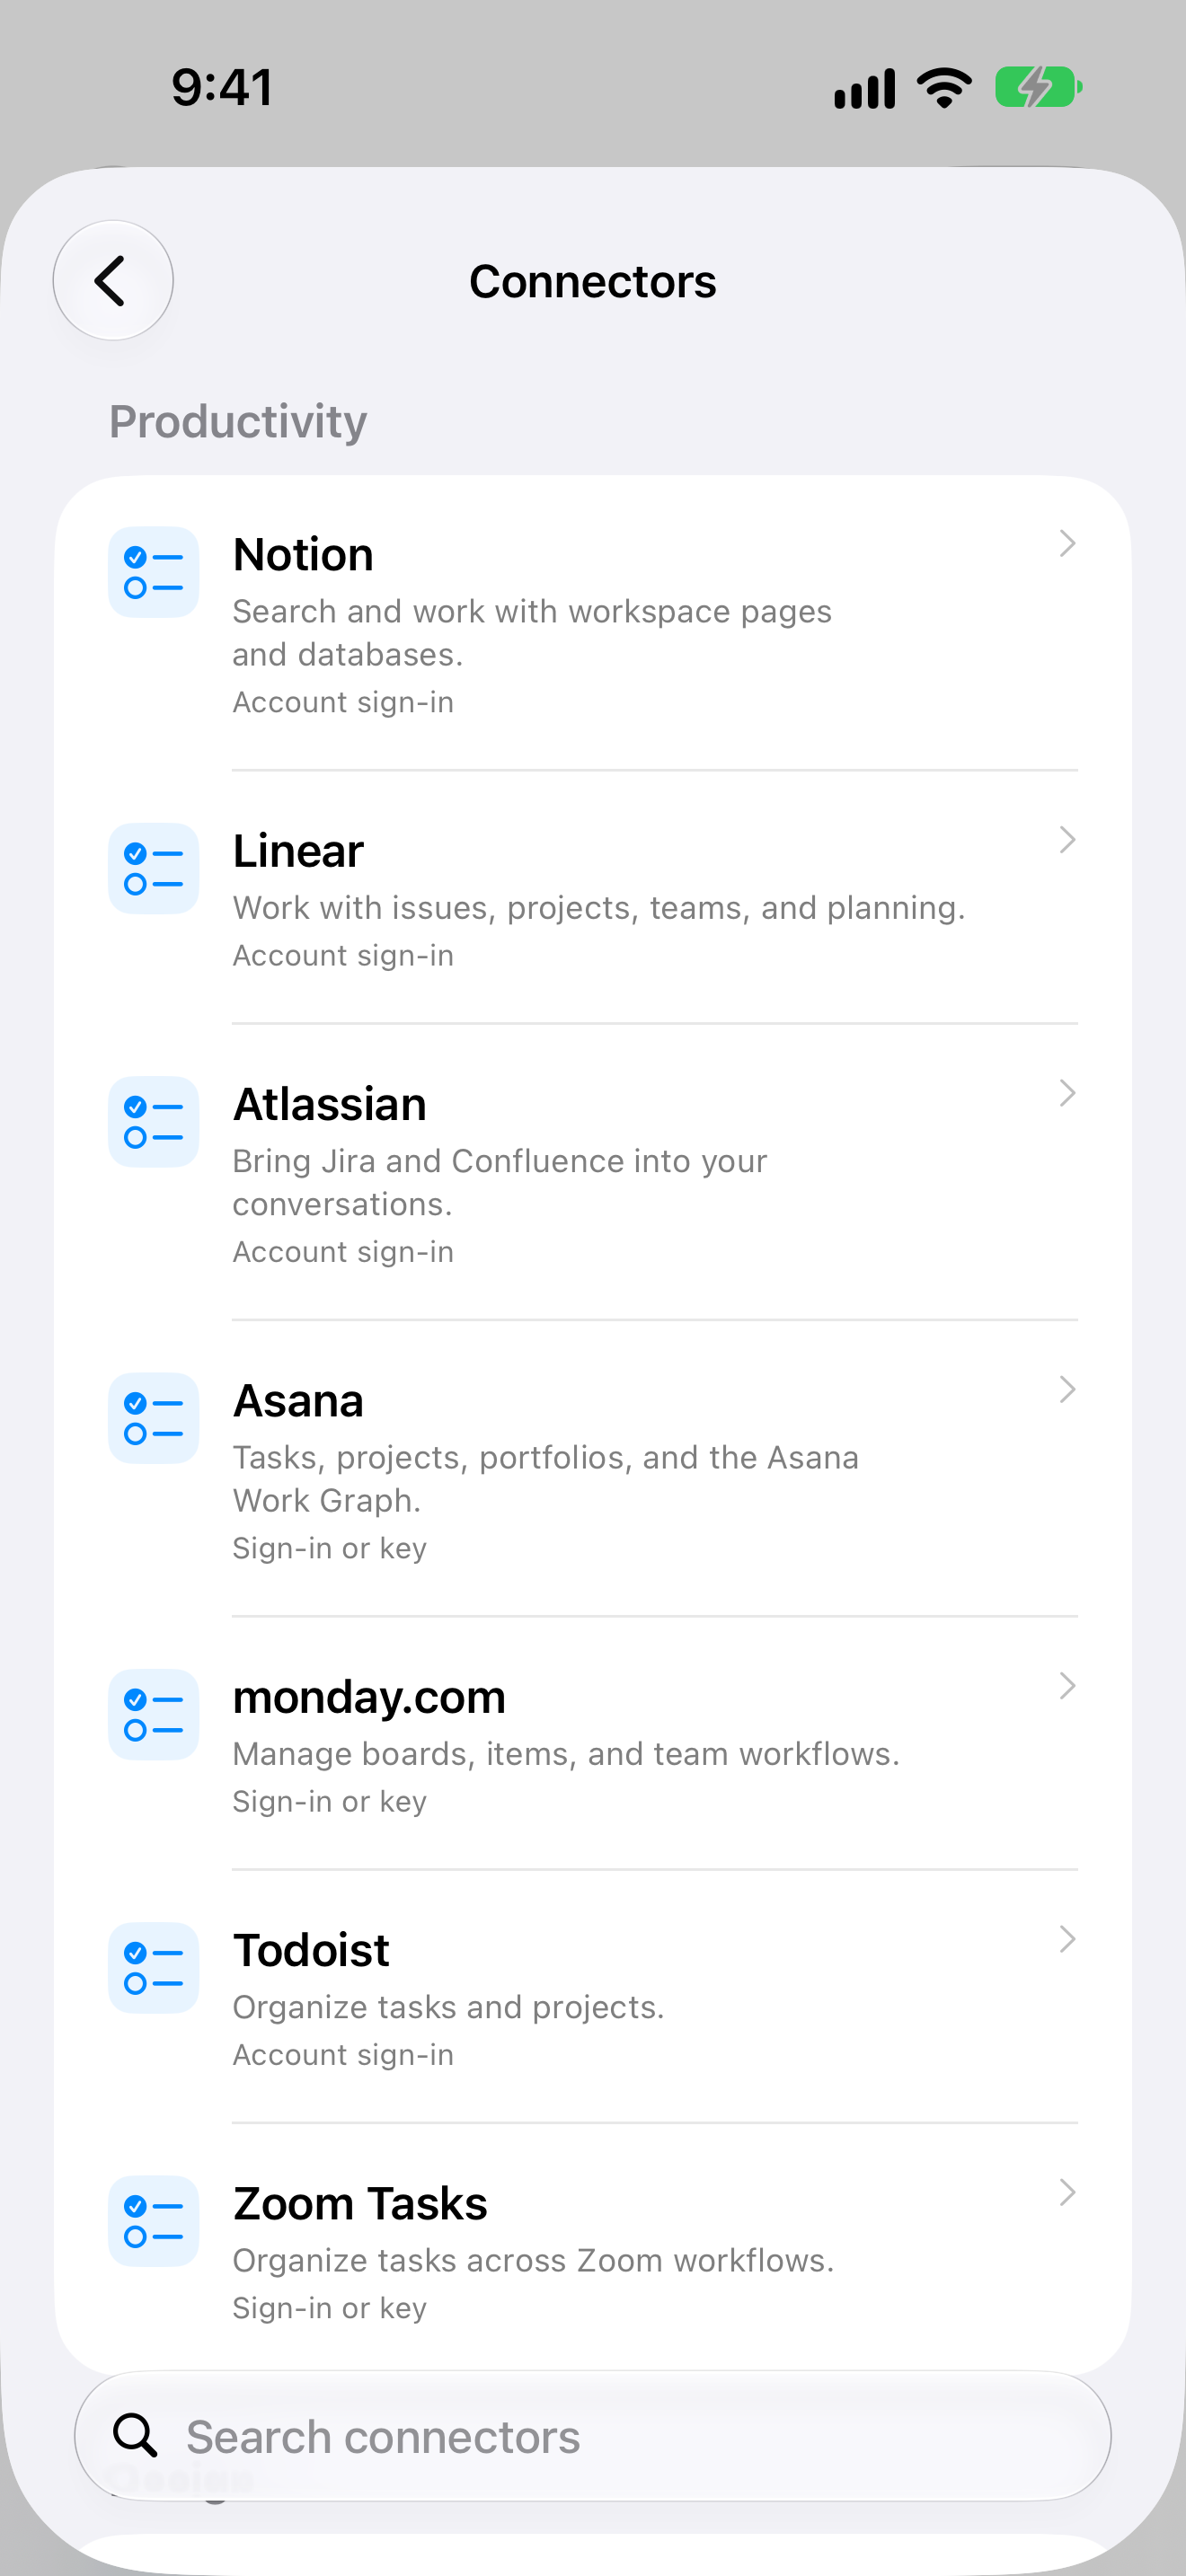 9:41
Connectors
Productivity
Notion
Search and work with workspace pages
and databases.
Account sign-in
Linear
Work with issues, projects, teams, and planning.
Account sign-in
Atlassian
Bring Jira and Confluence into your
conversations.
Account sign-in
Asana
Tasks, projects, portfolios, and the Asana
Work Graph.
Sign-in or key
monday.com
Manage boards, items, and team workflows.
Sign-in or key
Todoist
Organize tasks and projects.
Account sign-in
Zoom Tasks
Organize tasks across Zoom workflows.
Sign-in or key
Search connectors